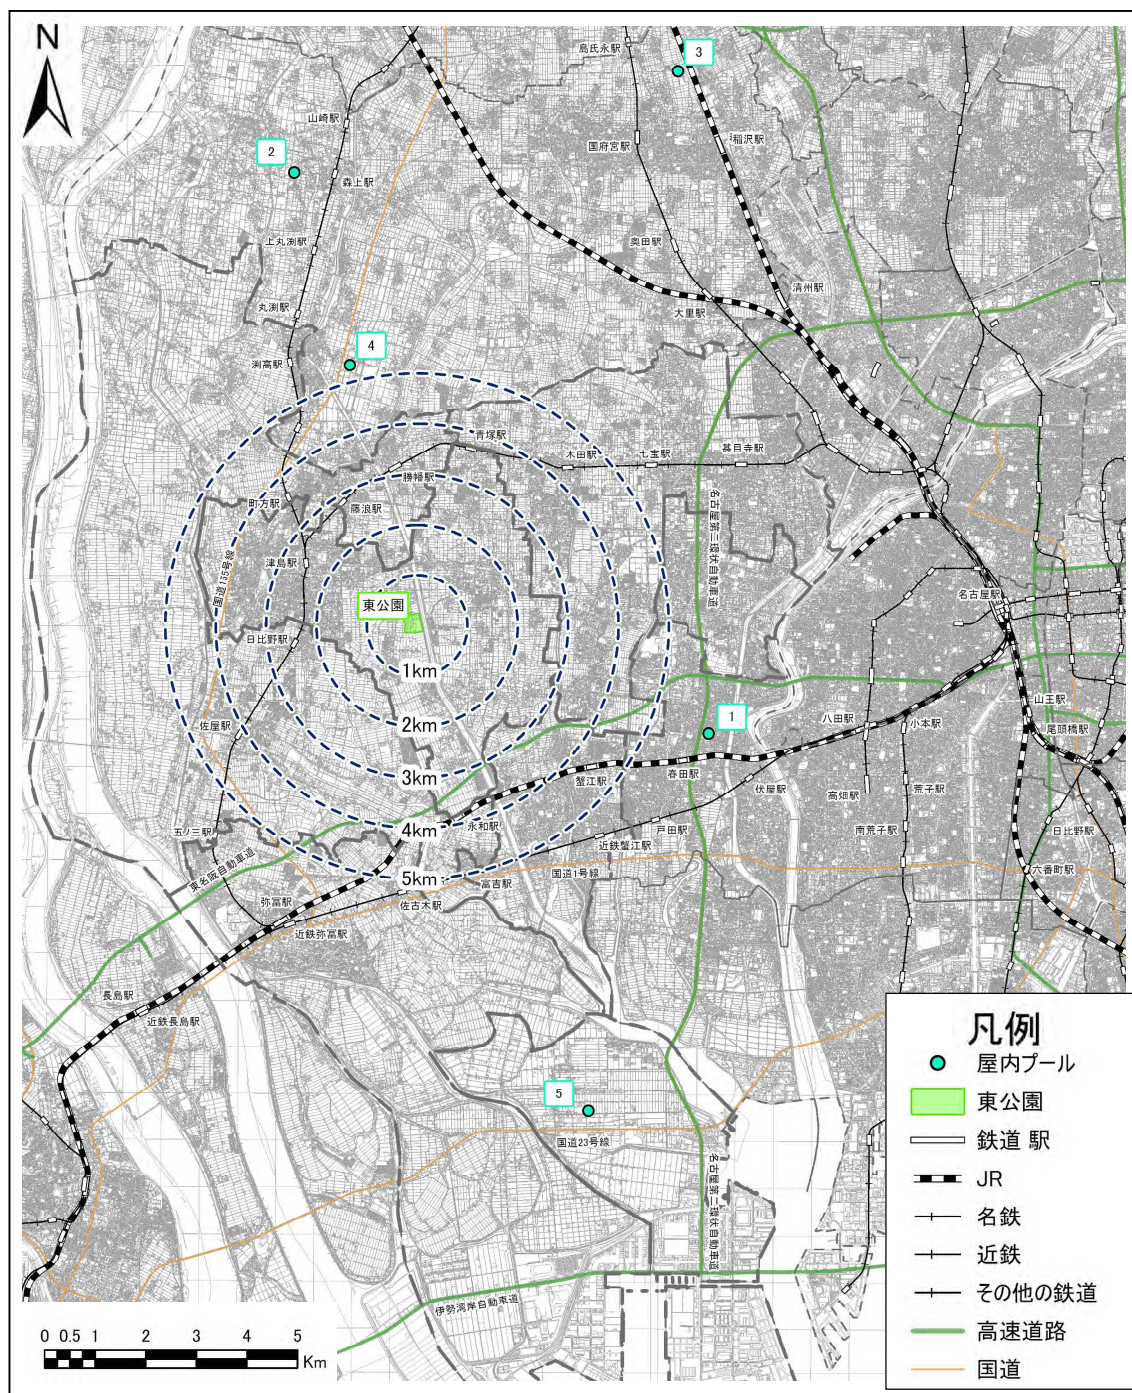 N
島氏永
3
山崎駅
国府宮駅
稲沢駅
2
森上駅
上丸渕駅
奥田駅
清州駅
丸渕駅
大里駅
4
渕高駅
青塚駅
木田駅
七宝駅
甚目寺駅
勝幡駅
町方駅
藤浪駅
名古屋第二環状自動車道
国道155号線
津島駅
名古屋駅
東公園
日比野駅
1km
山王駅
佐屋駅
2km
1
八田駅
小本駅
尾頭橋駅
3km
蟹江駅
春田駅
伏屋駅
高畑駅
荒子駅
五ノ三駅
4km
永和駅
戸田駅
南荒子駅
日比野駅
近鉄蟹江駅
東名阪自動車道
5km
富吉駅
国道1号線
六番町駅
弥富駅
佐古木駅
近鉄弥富駅
長島駅
近鉄長島駅
5
国道23号線
名古屋第二環状自動車道
伊勢湾岸自動車道
凡例
屋内プール
東公園
鉄道 駅
JR
名鉄
近鉄
その他の鉄道
高速道路
国道
0 0.5 1 2 3 4 5
Km